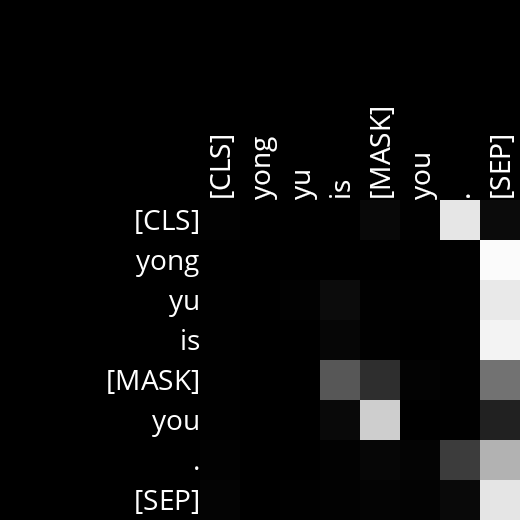 [CLS] yong yu is [MASK] you . [SEP]
[CLS]
yong
yu
is
[MASK]
you
.
[SEP]